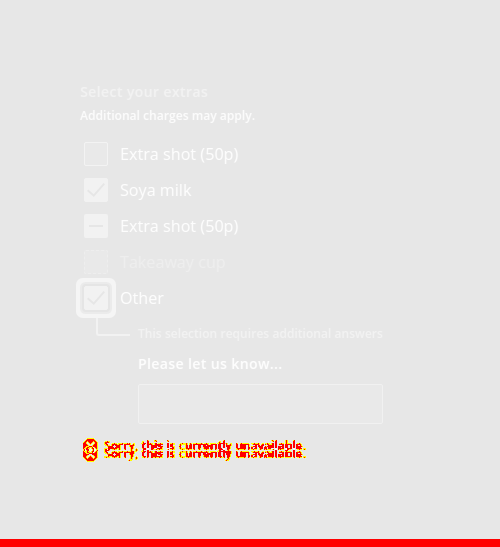 Select your extras
Additional charges may apply.
Extra shot (50p)
Soya milk
Extra shot (50p)
Takeaway cup
Other
This selection requires additional answers
Please let us know...
Sorry, this is currently unavailable.
Sorry, this is currently unavailable.